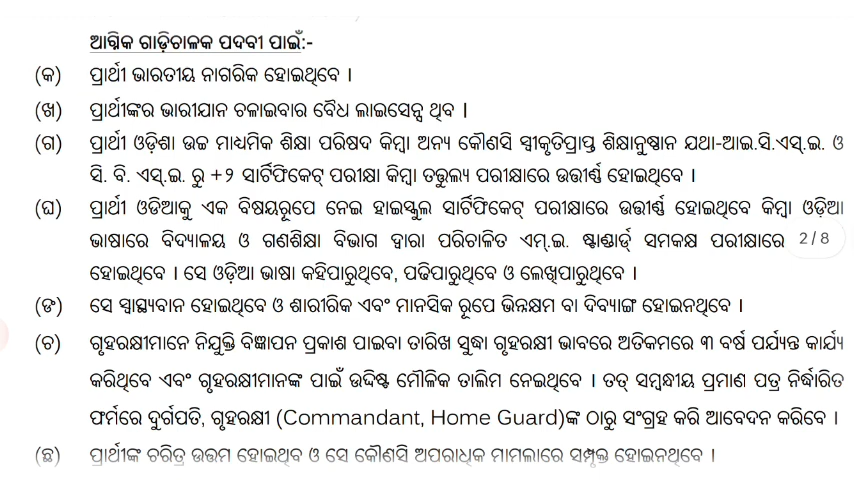 ଆଗ୍ନିକ ଗାଡ଼ିଚାଳକ ପଦବୀ ପାଇଁ:-
(କ) ପ୍ରାର୍ଥୀ ଭାରତୀୟ ନାଗରିକ ହୋଇଥିବେ ।
(ଖ) ପ୍ରାର୍ଥୀଙ୍କର ଭାରୀଯାନ ଚଳାଇବାର ବୈଧ ଲାଇସେନ୍ସ ଥିବ ।
(ଗ) ପ୍ରାର୍ଥୀ ଓଡ଼ିଶା ଉଚ୍ଚ ମାଧ୍ୟମିକ ଶିକ୍ଷା ପରିଷଦ କିମ୍ବା ଅନ୍ୟ କୌଣସି ସ୍ୱୀକୃତିପ୍ରାପ୍ତ ଶିକ୍ଷାନୁଷ୍ଠାନ ଯଥା-ଆଇ.ସି.ଏସ୍.ଇ. ଓ
ସି. ବି. ଏସ୍.ଇ. ରୁ +୨ ସାର୍ଟିଫିକେଟ୍ ପରୀକ୍ଷା କିମ୍ବା ତତ୍ତୁଲ୍ୟ ପରୀକ୍ଷାରେ ଉତ୍ତୀର୍ଣ୍ଣ ହୋଇଥିବେ ।
(ଘ) ପ୍ରାର୍ଥୀ ଓଡିଆକୁ ଏକ ବିଷୟରୂପେ ନେଇ ହାଇସ୍କୁଲ ସାର୍ଟିଫିକେଟ୍ ପରୀକ୍ଷାରେ ଉତ୍ତୀର୍ଣ୍ଣ ହୋଇଥିବେ କିମ୍ବା ଓଡ଼ିଆ
ଭାଷାରେ ବିଦ୍ୟାଳୟ ଓ ଗଣଶିକ୍ଷା ବିଭାଗ ଦ୍ୱାରା ପରିଚାଳିତ ଏମ୍.ଇ. ଷ୍ଟାଣ୍ଡାର୍ଡ୍ ସମକକ୍ଷ ପରୀକ୍ଷାରେ 2/8
ହୋଇଥିବେ । ସେ ଓଡ଼ିଆ ଭାଷା କହିପାରୁଥିବେ, ପଢିପାରୁଥିବେ ଓ ଲେଖିପାରୁଥିବେ ।
(ଙ) ସେ ସ୍ୱାସ୍ଥ୍ୟବାନ ହୋଇଥିବେ ଓ ଶାରୀରିକ ଏବଂ ମାନସିକ ରୂପେ ଭିନ୍ନକ୍ଷମ ବା ଦିବ୍ୟାଙ୍ଗ ହୋଇନଥିବେ ।
(ଚ) ଗୃହରକ୍ଷୀମାନେ ନିଯୁକ୍ତି ବିଜ୍ଞାପନ ପ୍ରକାଶ ପାଇବା ତାରିଖ ସୁଦ୍ଧା ଗୃହରକ୍ଷୀ ଭାବରେ ଅତିକମରେ ୩ ବର୍ଷ ପର୍ଯ୍ୟନ୍ତ କାର୍ଯ୍ୟ
କରିଥିବେ ଏବଂ ଗୃହରକ୍ଷୀମାନଙ୍କ ପାଇଁ ଉଦ୍ଦିଷ୍ଟ ମୌଳିକ ତାଲିମ ନେଇଥିବେ । ତତ୍ ସମ୍ବନ୍ଧୀୟ ପ୍ରମାଣ ପତ୍ର ନିର୍ଦ୍ଧାରିତ
ଫର୍ମରେ ଦୁର୍ଗପତି, ଗୃହରକ୍ଷୀ (Commandant, Home Guard)ଙ୍କ ଠାରୁ ସଂଗ୍ରହ କରି ଆବେଦନ କରିବେ ।
(ଛ) ପ୍ରାର୍ଥୀଙ୍କ ଚରିତ୍ର ଉତ୍ତମ ହୋଇଥିବ ଓ ସେ କୌଣସି ଅପରାଧିକ ମାମଲାରେ ସମ୍ପୃକ୍ତ ହୋଇନଥିବେ ।